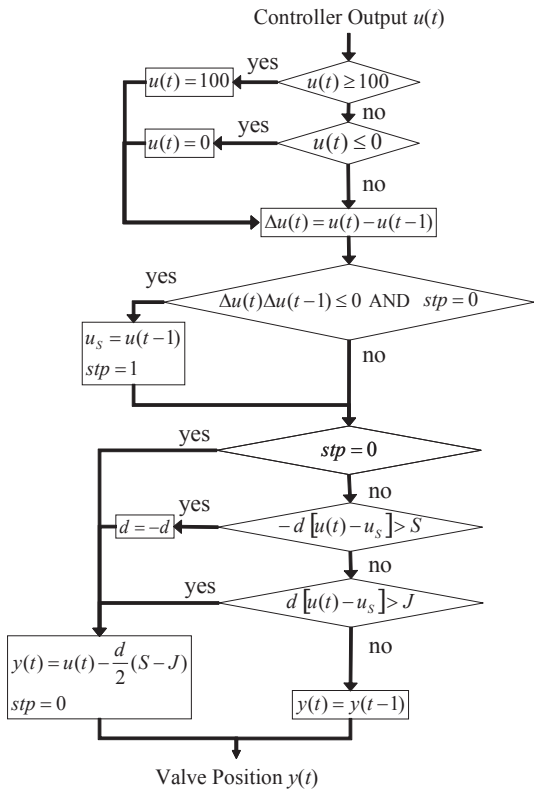 Controller Output u(t)
yes
u(t) = 100
u(t) ≥ 100
no
yes
u(t) = 0
u(t) ≤ 0
no
Δu(t) = u(t) − u(t−1)
yes
Δu(t)Δu(t−1) ≤ 0 AND stp = 0
u_S = u(t−1)
stp = 1
no
yes
stp = 0
no
yes
d = −d
−d [u(t) − u_S] > S
no
yes
d [u(t) − u_S] > J
no
y(t) = u(t) − \frac{d}{2}(S − J)
stp = 0
y(t) = y(t−1)
Valve Position y(t)